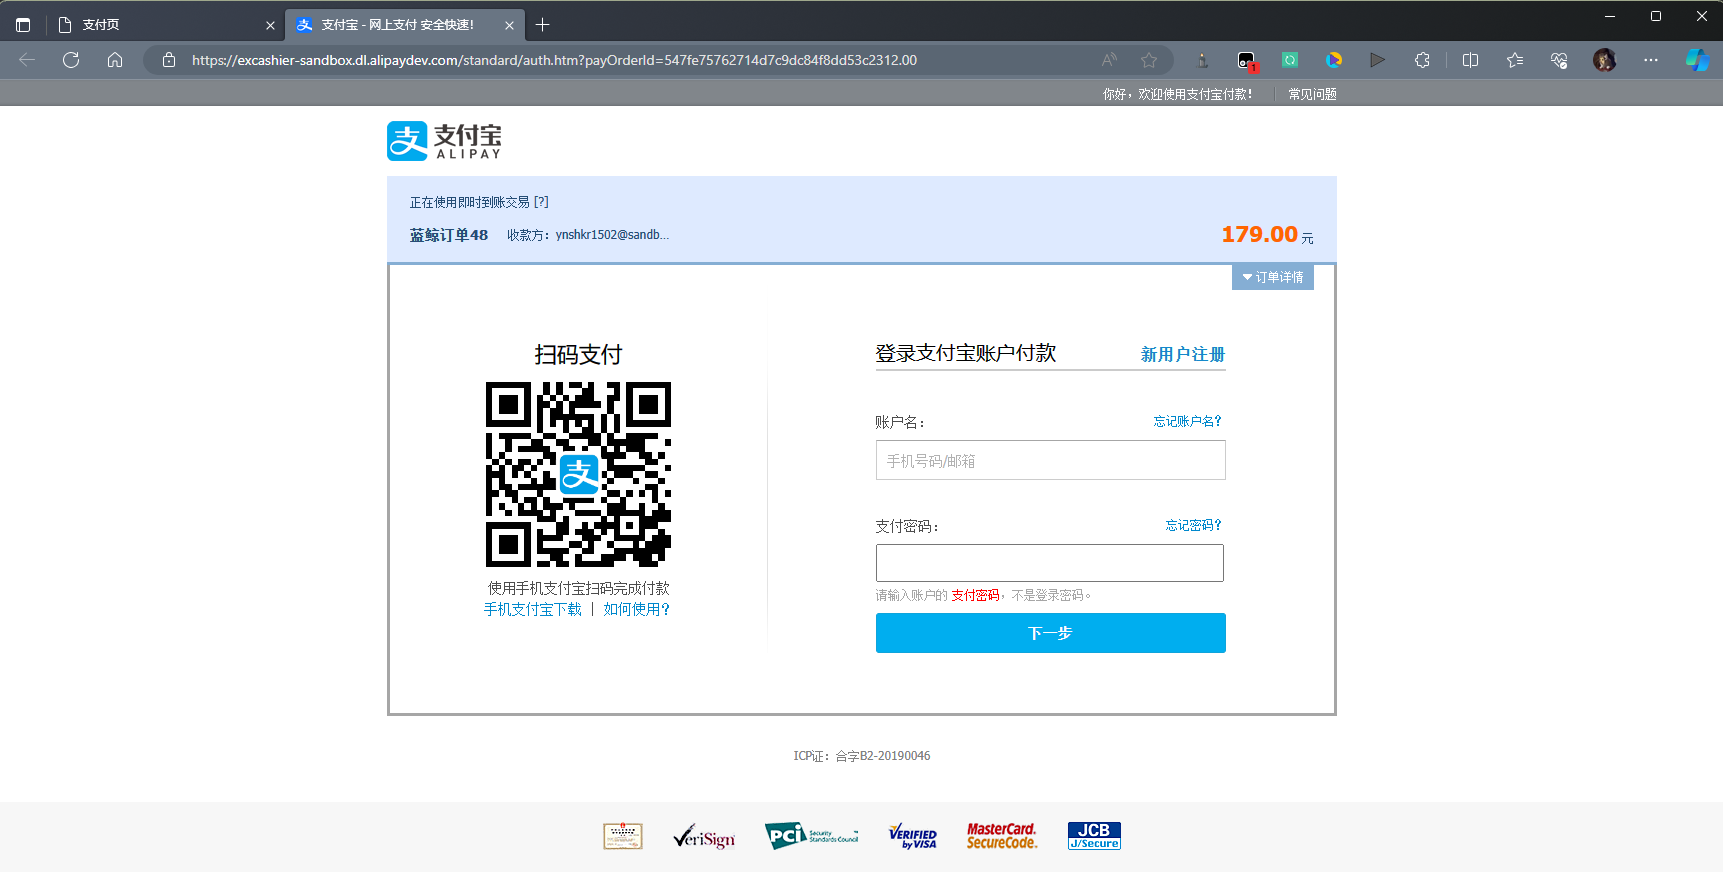 支付页
支付宝 - 网上支付 安全快速!
https://excashier-sandbox.dl.alipaydev.com/standard/auth.htm?payOrderId=547fe75762714d7c9dc84f8dd53c2312.00
1
你好，欢迎使用支付宝付款!
常见问题
支付宝
ALIPAY
正在使用即时到账交易 [?]
蓝鲸订单48 收款方：ynshkr1502@sandb...
179.00 元
订单详情
扫码支付
使用手机支付宝扫码完成付款
手机支付宝下载 | 如何使用?
登录支付宝账户付款
新用户注册
账户名：
忘记账户名?
手机号码/邮箱
支付密码：
忘记密码?
请输入账户的 支付密码，不是登录密码。
下一步
ICP证：合字B2-20190046
VeriSign
PCI Security Standards Council
VERIFIED by VISA
MasterCard. SecureCode.
JCB J/Secure